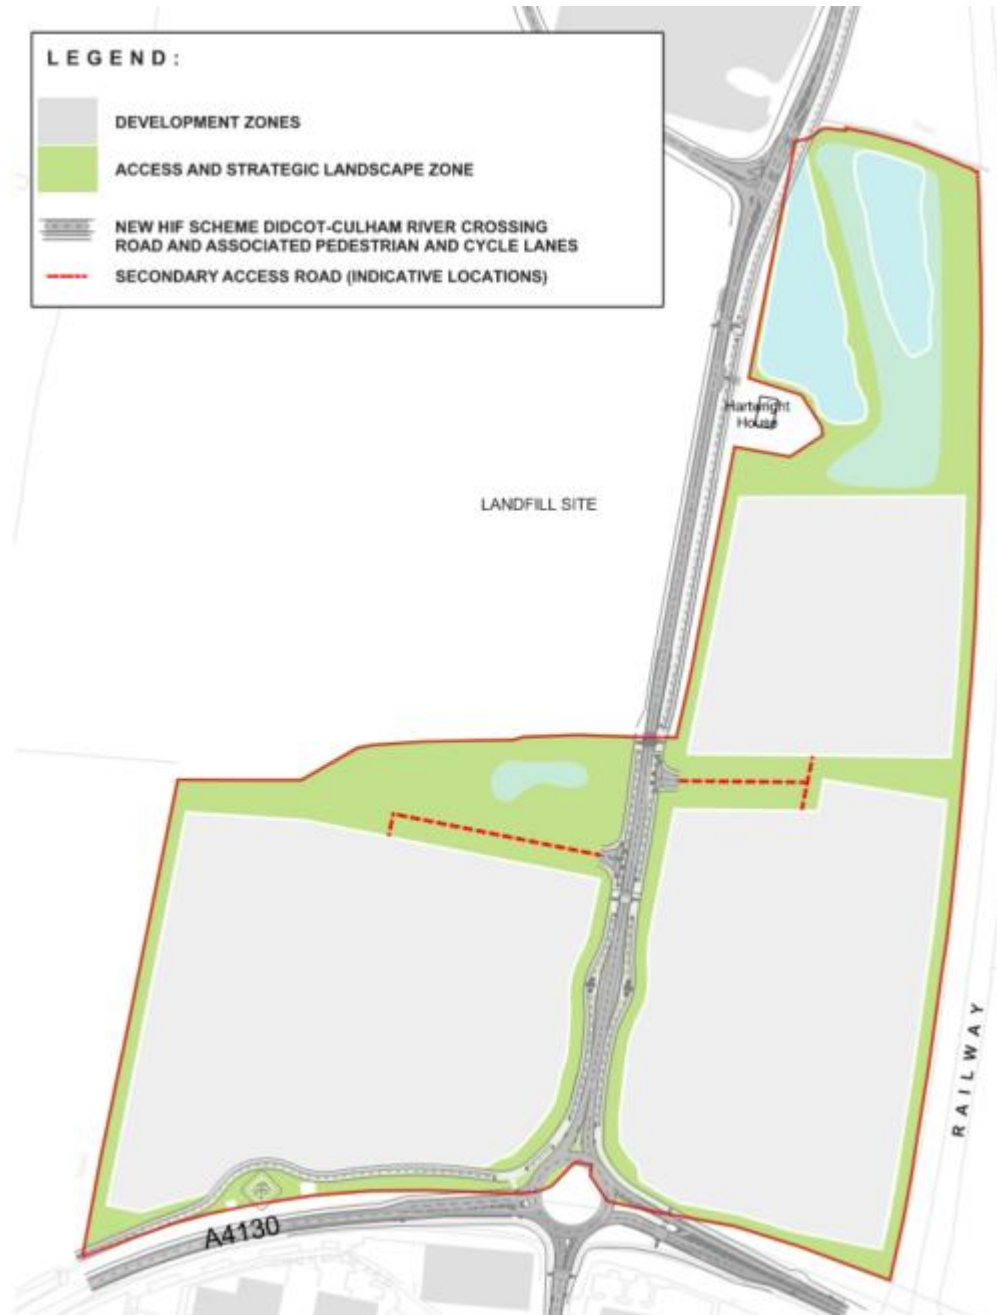 LEGEND:
DEVELOPMENT ZONES
ACCESS AND STRATEGIC LANDSCAPE ZONE
NEW HIF SCHEME DIDCOT-CULHAM RIVER CROSSING
ROAD AND ASSOCIATED PEDESTRIAN AND CYCLE LANES
SECONDARY ACCESS ROAD (INDICATIVE LOCATIONS)
Hartwright
House
LANDFILL SITE
RAILWAY
A4130